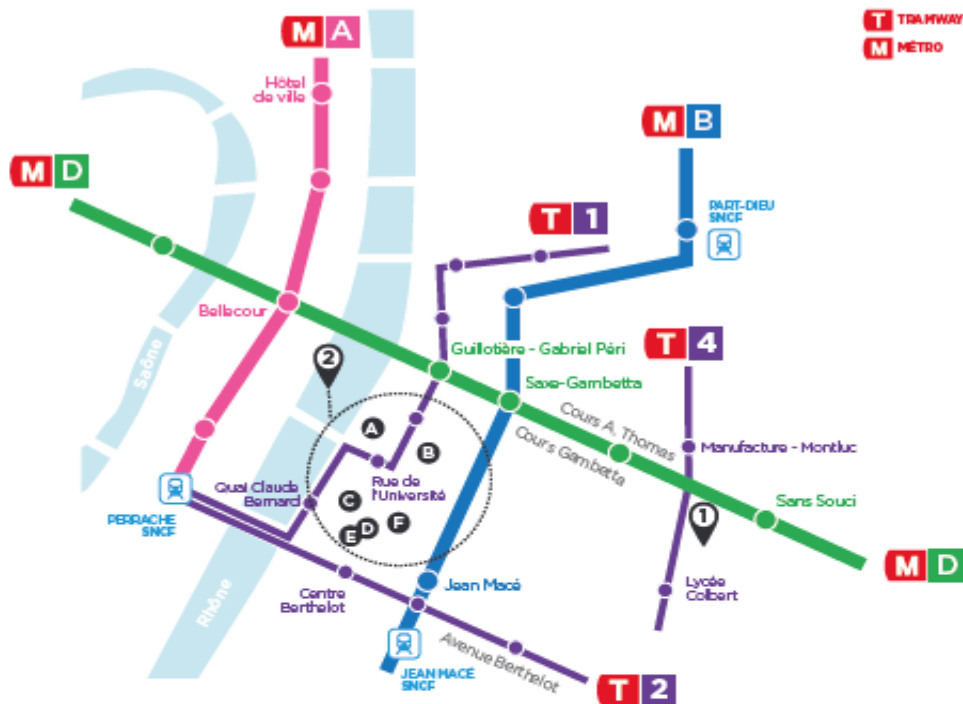 T TRAMWAY
M MÉTRO
M A
Hôtel
de ville
M B
M D
PART-DIEU
SNCF
T 1
Bellecour
Guillotière - Gabriel Péri
T 4
Saône
2
Saxe-Gambetta
Cours A. Thomas
Cours Gambetta
A
B
Manufacture - Montluc
Rue de
l'Université
Quai Claude
Bernard
C
D
E
F
Sans Souci
1
PERRACHE
SNCF
M D
Jean Macé
Centre
Berthelot
Lycée
Colbert
Rhône
Avenue Berthelot
JEAN MACÉ
SNCF
T 2